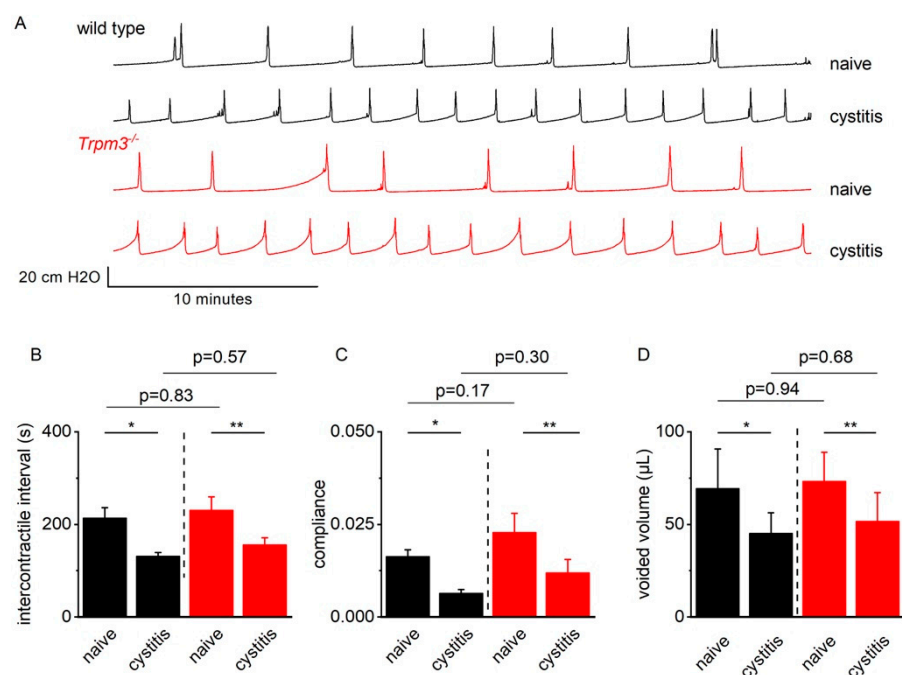 A
wild type
naive
cystitis
Trpm3-/-
naive
cystitis
20 cm H2O
10 minutes
B
p=0.57
p=0.83
* **
400
200
0
intercontractile interval (s)
naive cystitis naive cystitis
C
p=0.30
p=0.17
* **
0.050
0.025
0.000
compliance
naive cystitis naive cystitis
D
p=0.68
p=0.94
* **
100
50
0
voided volume (µL)
naive cystitis naive cystitis